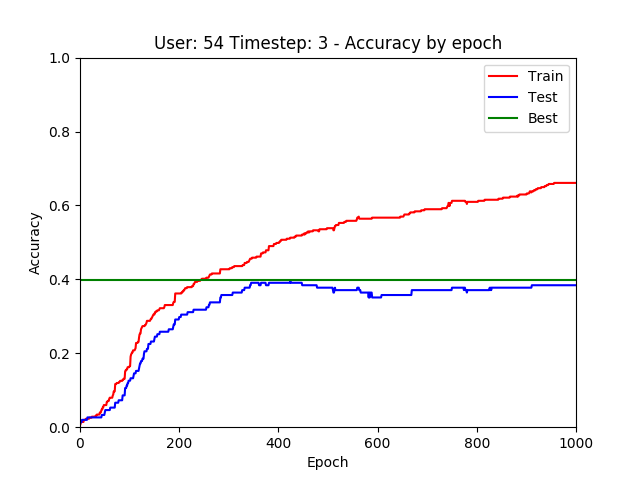 User: 54 Timestep: 3 - Accuracy by epoch
1.0
0.8
0.6
0.4
0.2
0.0
Accuracy
Train
Test
Best
0 200 400 600 800 1000
Epoch